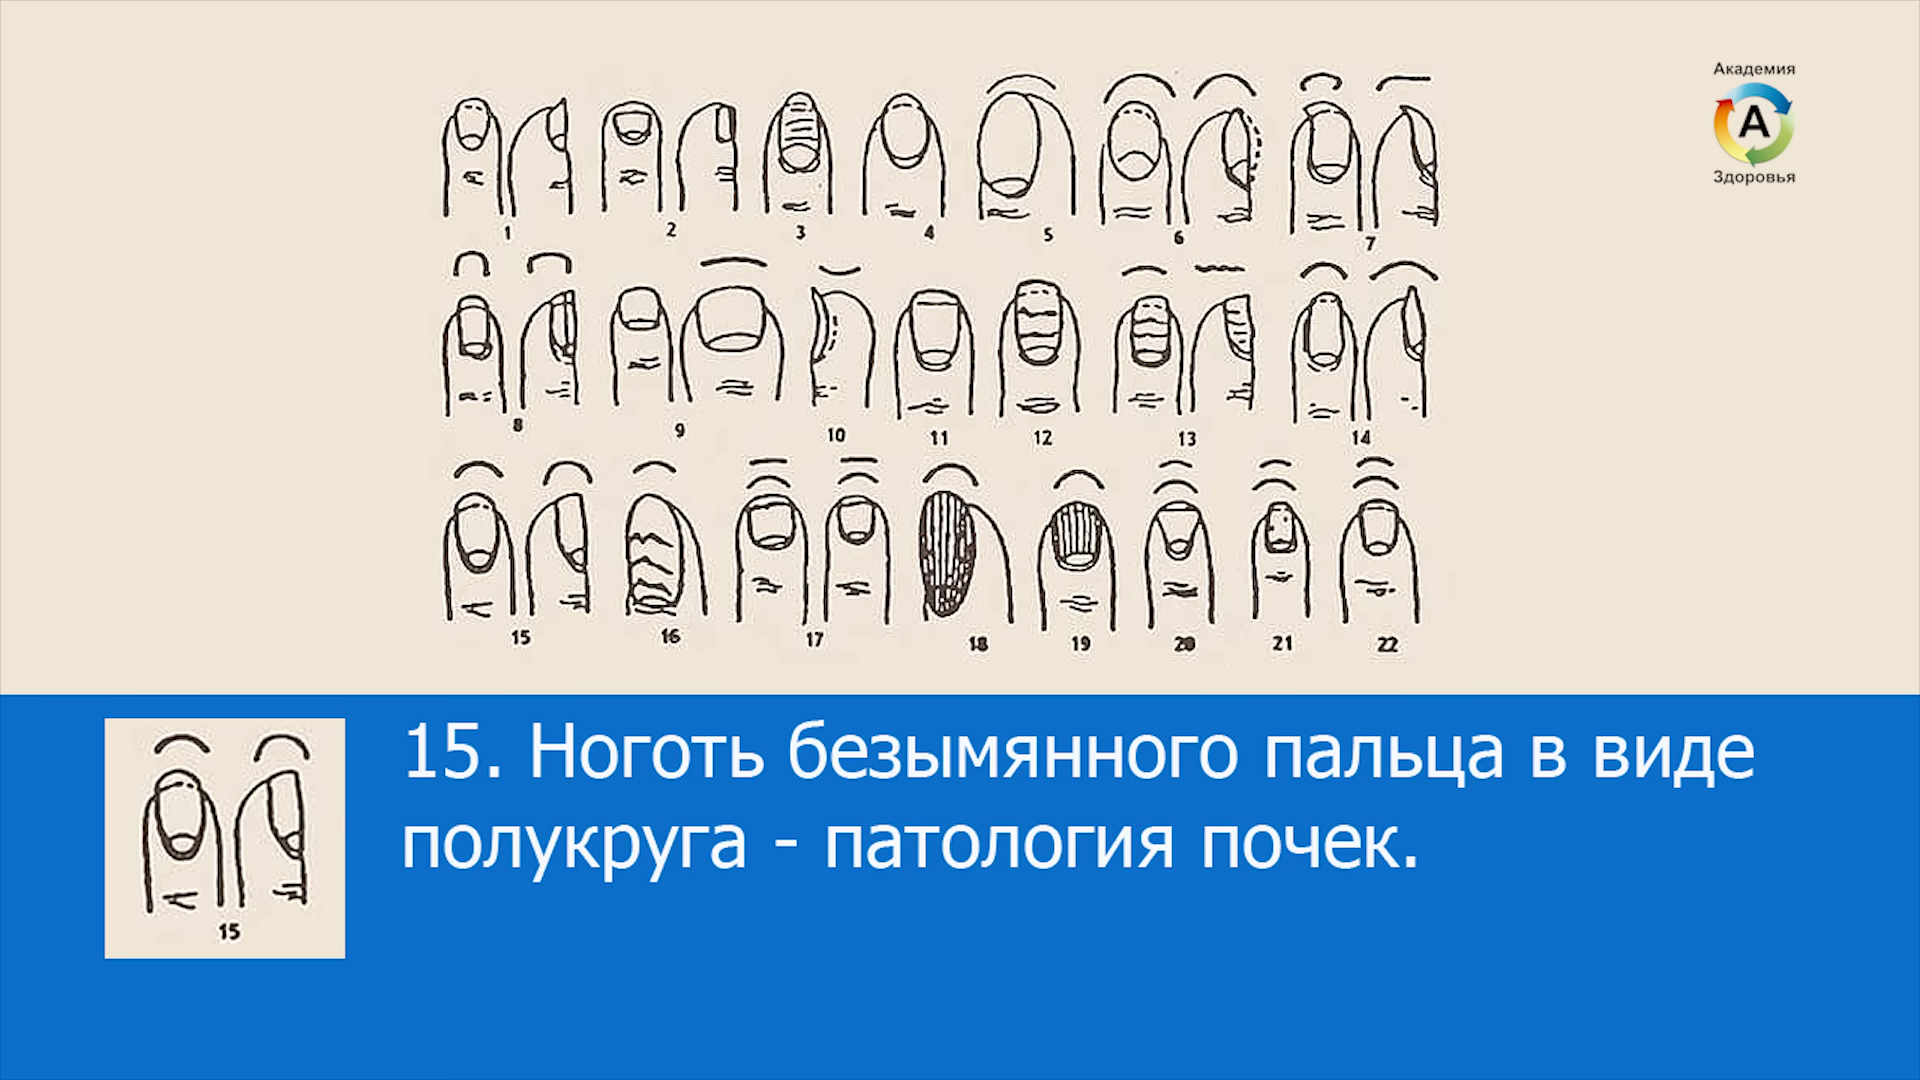 Академия
А
Здоровья
1 2 3 4 5 6 7
8 9 10 11 12 13 14
15 16 17 18 19 20 21 22
15. Ноготь безымянного пальца в виде
полукруга - патология почек.
15